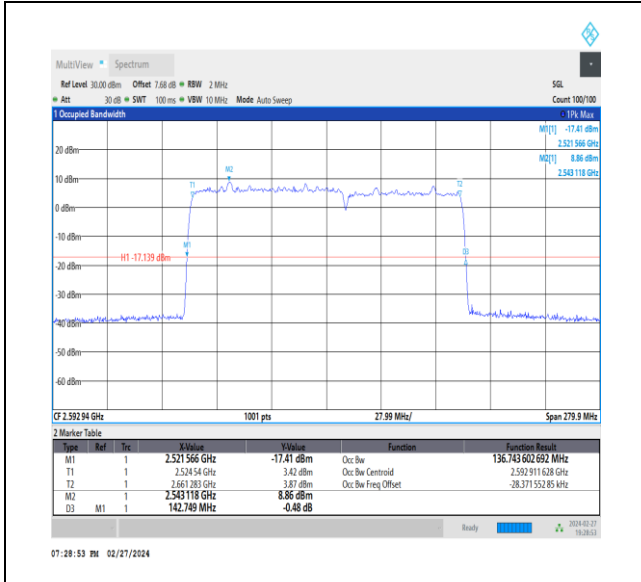 MultiView Spectrum
Ref Level 30.00 dBm Offset 7.68 dB RBW 2 MHz SGL
Att 30 dB SWT 100 ms VBW 10 MHz Mode Auto Sweep Count 100/100
1 Occupied Bandwidth 1Pk Max
M1[1] -17.41 dBm
2.521 566 GHz
20 dBm
M2[1] 8.86 dBm
2.543 118 GHz
M2
10 dBm
T1 T2
0 dBm
-10 dBm
M1
D3
H1 -17.139 dBm
-20 dBm
-30 dBm
-40 dBm
-50 dBm
-60 dBm
CF 2.592 94 GHz 1001 pts 27.99 MHz/ Span 279.9 MHz
2 Marker Table
Type Ref Trc X-Value Y-Value Function Function Result
M1 1 2.521 566 GHz -17.41 dBm Occ Bw 136.743 602 692 MHz
T1 1 2.524 54 GHz 3.42 dBm Occ Bw Centroid 2.592 911 628 GHz
T2 1 2.661 283 GHz 3.87 dBm Occ Bw Freq Offset -28.371 552 85 kHz
M2 1 2.543 118 GHz 8.86 dBm
D3 M1 1 142.749 MHz -0.48 dB
Ready 2024-02-27
19:28:53
07:28:53 PM 02/27/2024